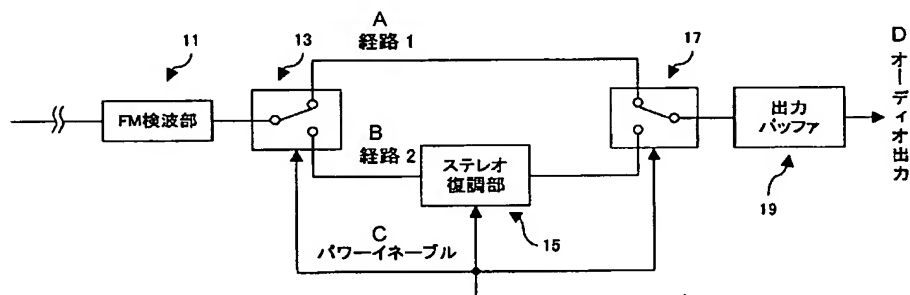 A
経路1
11
13
17
D
オーディオ出力
FM検波部
出力
バッファ
B
経路2
ステレオ
復調部
19
15
C
パワーイネーブル